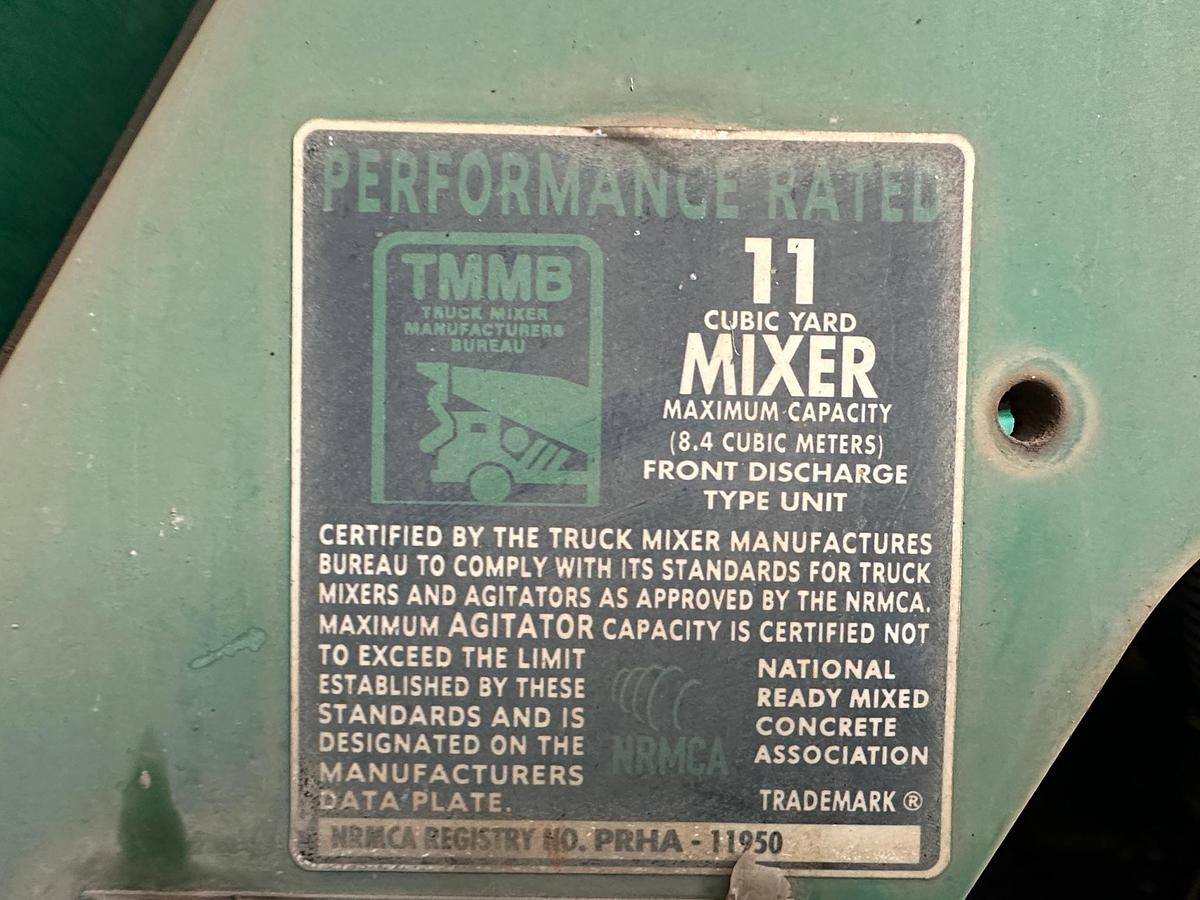 PERFORMANCE RATED
TMMB
TRUCK MIXER
MANUFACTURERS
BUREAU
11
CUBIC YARD
MIXER
MAXIMUM CAPACITY
(8.4 CUBIC METERS)
FRONT DISCHARGE
TYPE UNIT
CERTIFIED BY THE TRUCK MIXER MANUFACTURES
BUREAU TO COMPLY WITH ITS STANDARDS FOR TRUCK
MIXERS AND AGITATORS AS APPROVED BY THE NRMCA.
MAXIMUM AGITATOR CAPACITY IS CERTIFIED NOT
TO EXCEED THE LIMIT
ESTABLISHED BY THESE
STANDARDS AND IS
DESIGNATED ON THE
MANUFACTURERS
DATA PLATE.
NRMCA
NATIONAL
READY MIXED
CONCRETE
ASSOCIATION
TRADEMARK ®
NRMCA REGISTRY NO. PRHA - 11950